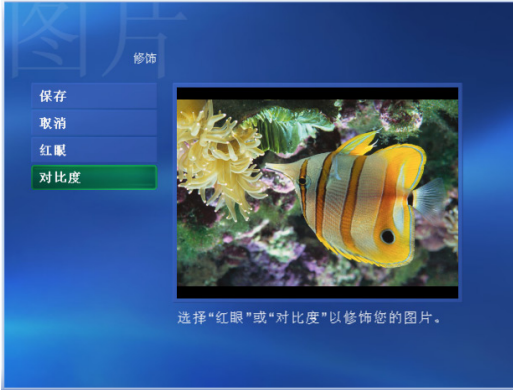 图片
修饰
保存
取消
红眼
对比度
选择“红眼”或“对比度”以修饰您的图片。